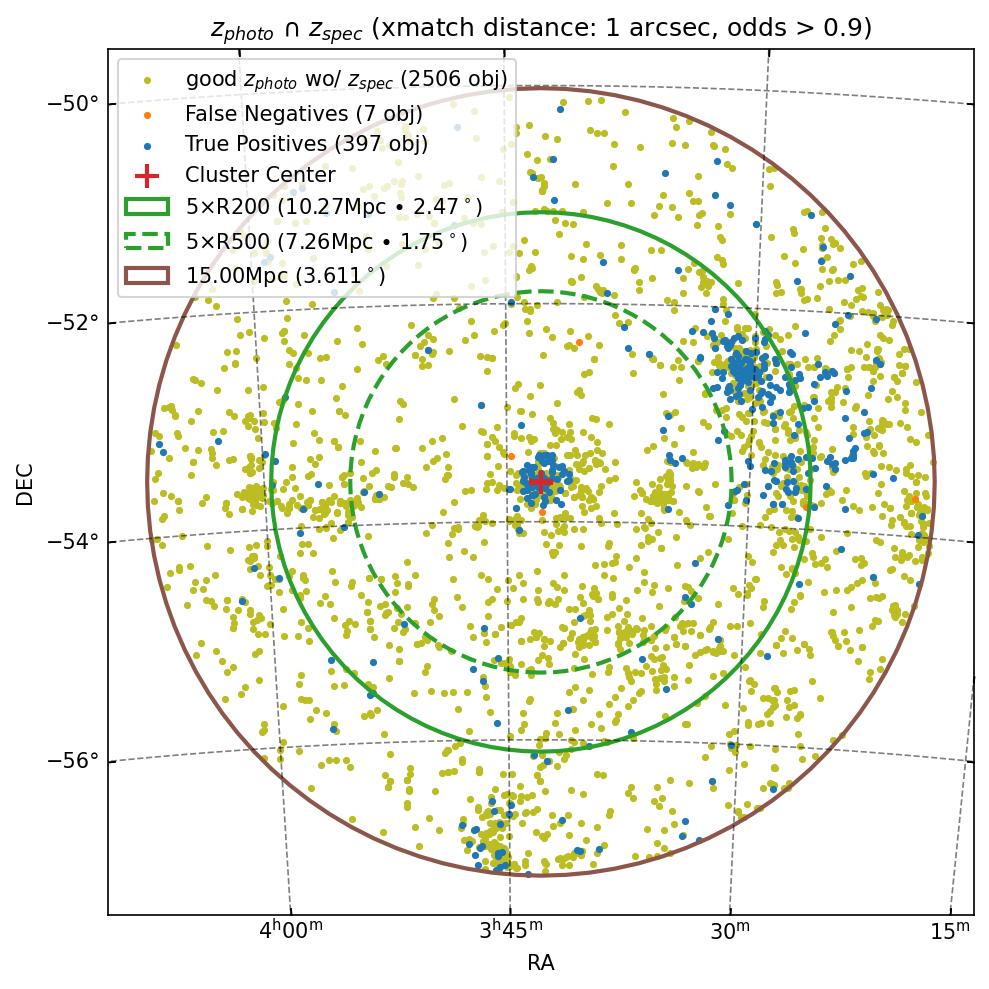 z_photo ∩ z_spec (xmatch distance: 1 arcsec, odds > 0.9)
good z_photo wo/ z_spec (2506 obj)
False Negatives (7 obj)
True Positives (397 obj)
Cluster Center
5×R200 (10.27Mpc • 2.47°)
5×R500 (7.26Mpc • 1.75°)
15.00Mpc (3.611°)
−50°
−52°
−54°
−56°
DEC
4h00m 3h45m 30m 15m
RA